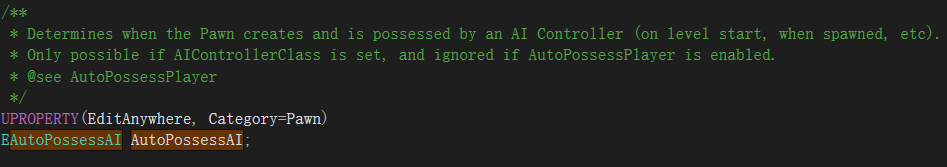 /**
* Determines when the Pawn creates and is possessed by an AI Controller (on level start, when spawned, etc).
* Only possible if AIControllerClass is set, and ignored if AutoPossessPlayer is enabled.
* @see AutoPossessPlayer
*/
UPROPERTY(EditAnywhere, Category=Pawn)
EAutoPossessAI AutoPossessAI;